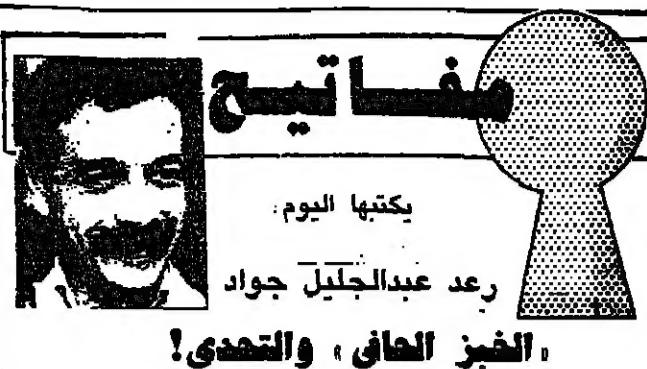 مفاتيح
يكتبها اليوم:
رعد عبدالجليل جواد
«الخبز الحافي» والتحدي!